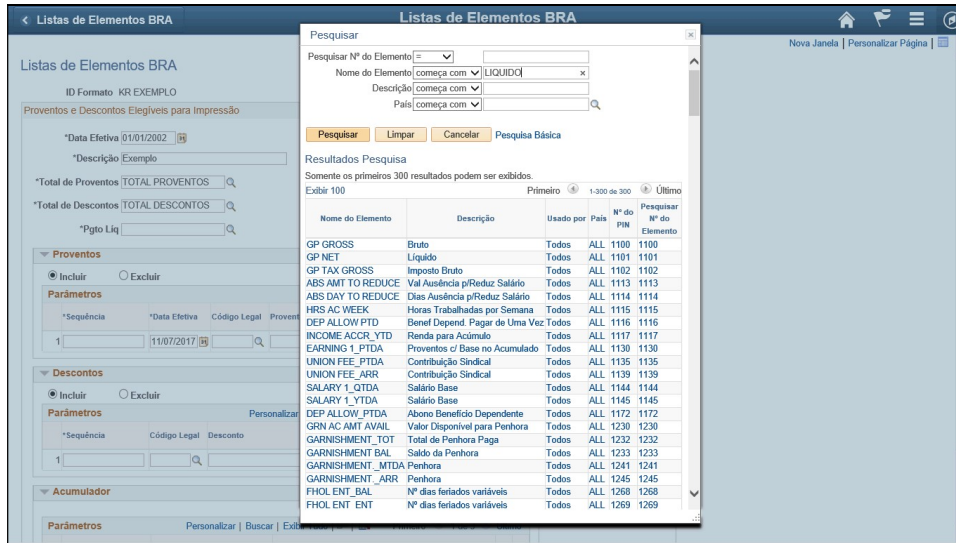 Listas de Elementos BRA
Listas de Elementos BRA
Nova Janela | Personalizar Página |
Listas de Elementos BRA
ID Formato KR EXEMPLO
Proventos e Descontos Elegíveis para Impressão
*Data Efetiva 01/01/2002
*Descrição Exemplo
*Total de Proventos TOTAL PROVENTOS
*Total de Descontos TOTAL DESCONTOS
*Pgto Líq
Proventos
Incluir Excluir
Parâmetros
*Sequência *Data Efetiva Código Legal
1 11/07/2017
Descontos
Incluir Excluir
Parâmetros Personalizar
*Sequência Código Legal Desconto
1
Acumulador
Parâmetros Personalizar | Buscar |
Pesquisar
Pesquisar Nº do Elemento =
Nome do Elemento começa com LIQUIDO
Descrição começa com
País começa com
Pesquisar Limpar Cancelar Pesquisa Básica
Resultados Pesquisa
Somente os primeiros 300 resultados podem ser exibidos.
Exibir 100 Primeiro 1-300 de 300 Último
Nome do Elemento Descrição Usado por País Nº do PIN Pesquisar Nº do Elemento
GP GROSS Bruto Todos ALL 1100 1100
GP NET Líquido Todos ALL 1101 1101
GP TAX GROSS Imposto Bruto Todos ALL 1102 1102
ABS AMT TO REDUCE Val Ausência p/Reduz Salário Todos ALL 1113 1113
ABS DAY TO REDUCE Dias Ausência p/Reduz Salário Todos ALL 1114 1114
HRS AC WEEK Horas Trabalhadas por Semana Todos ALL 1115 1115
DEP ALLOW PTD Benef Depend. Pagar de Uma Vez Todos ALL 1116 1116
INCOME ACCR_YTD Renda para Acúmulo Todos ALL 1117 1117
EARNING 1_PTDA Proventos c/ Base no Acumulado Todos ALL 1130 1130
UNION FEE_PTDA Contribuição Sindical Todos ALL 1135 1135
UNION FEE_ARR Contribuição Sindical Todos ALL 1139 1139
SALARY 1_QTDA Salário Base Todos ALL 1144 1144
SALARY 1_YTDA Salário Base Todos ALL 1145 1145
DEP ALLOW_PTDA Abono Benefício Dependente Todos ALL 1172 1172
GRN AC AMT AVAIL Valor Disponível para Penhora Todos ALL 1230 1230
GARNISHMENT_TOT Total de Penhora Paga Todos ALL 1232 1232
GARNISHMENT BAL Saldo da Penhora Todos ALL 1233 1233
GARNISHMENT._MTDA Penhora Todos ALL 1241 1241
GARNISHMENT._ARR Penhora Todos ALL 1245 1245
FHOL ENT_BAL Nº dias feriados variáveis Todos ALL 1268 1268
FHOL ENT_ENT Nº dias feriados variáveis Todos ALL 1269 1269